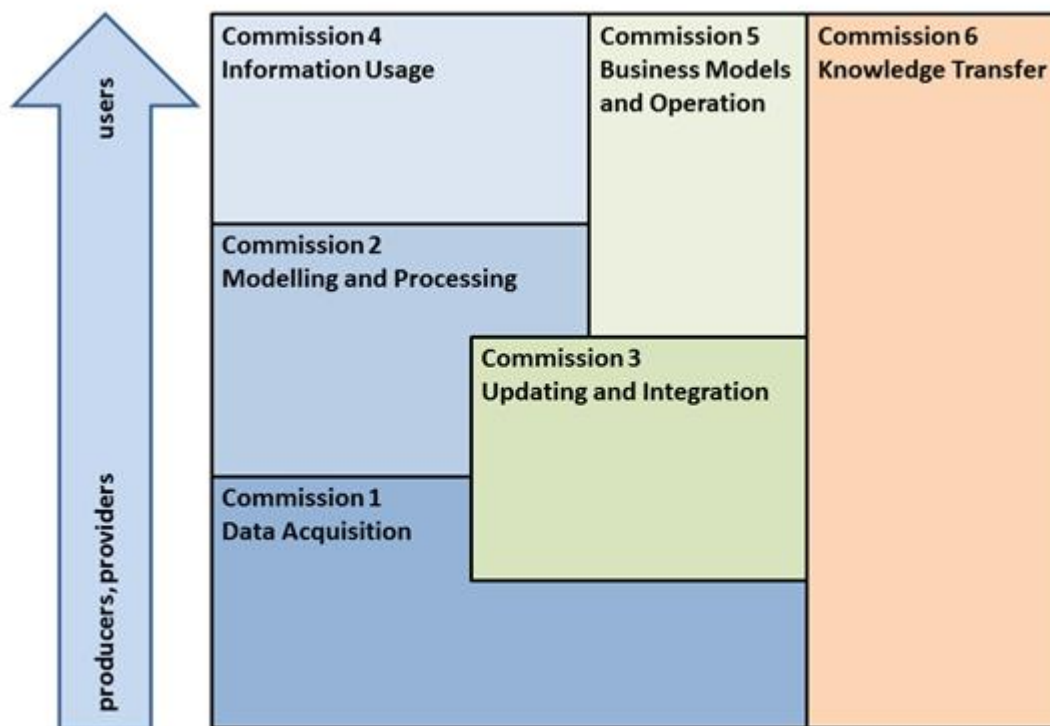 users
producers, providers
Commission 4
Information Usage
Commission 5
Business Models
and Operation
Commission 6
Knowledge Transfer
Commission 2
Modelling and Processing
Commission 3
Updating and Integration
Commission 1
Data Acquisition